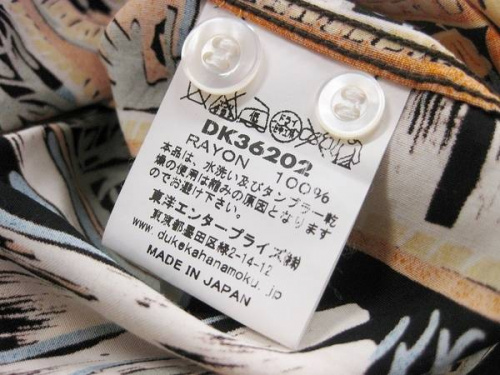 DK36202
RAYON 100%
本品は、水洗い及びタンブラー乾
燥の使用は縮みの原因となります
のでお避け下さい。
東洋エンタープライズ㈱
東京都墨田区緑2-14-12
www.dukekahanamoku.jp
MADE IN JAPAN